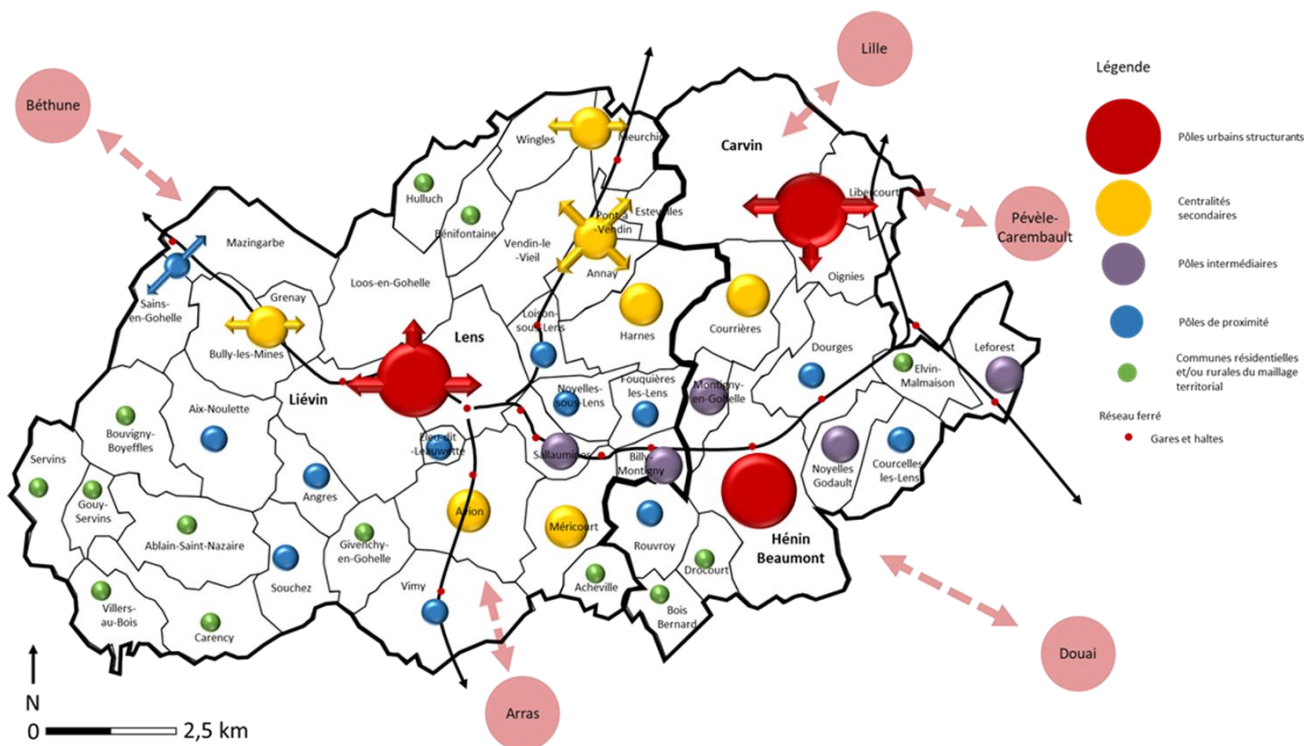 Lille
Béthune
Pévèle-
Carembault
Douai
Arras
Carvin
Wingles
Meurchin
Libercourt
Hulluch
Bénifontaine
Estevelles
Pont-à
-Vendin
Vendin-le
-Vieil
Annay
Mazingarbe
Loos-en-Gohelle
Oignies
Sains-
en-Gohelle
Grenay
Bully-les-Mines
Loison-
sous-Lens
Harnes
Courrières
Lens
Dourges
Leforest
Elvin-
Malmaison
Liévin
Noyelles-
sous-Lens
Fouquières
les-Lens
Montigny-
en-Gohelle
Aix-Noulette
Bouvigny-
Boyeffles
Eleu-dit
-Leauwette
Sallaumines
Billy-
Montigny
Noyelles
Godault
Courcelles
les-Lens
Servins
Gouy-
Servins
Angres
Avion
Méricourt
Rouvroy
Hénin
Beaumont
Ablain-Saint-Nazaire
Givenchy-
en-Gohelle
Drocourt
Souchez
Vimy
Acheville
Bois
Bernard
Villers-
au-Bois
Carency
N
0
2,5 km
Légende
Pôles urbains structurants
Centralités
secondaires
Pôles intermédiaires
Pôles de proximité
Communes résidentielles
et/ou rurales du maillage
territorial
Réseau ferré
Gares et haltes